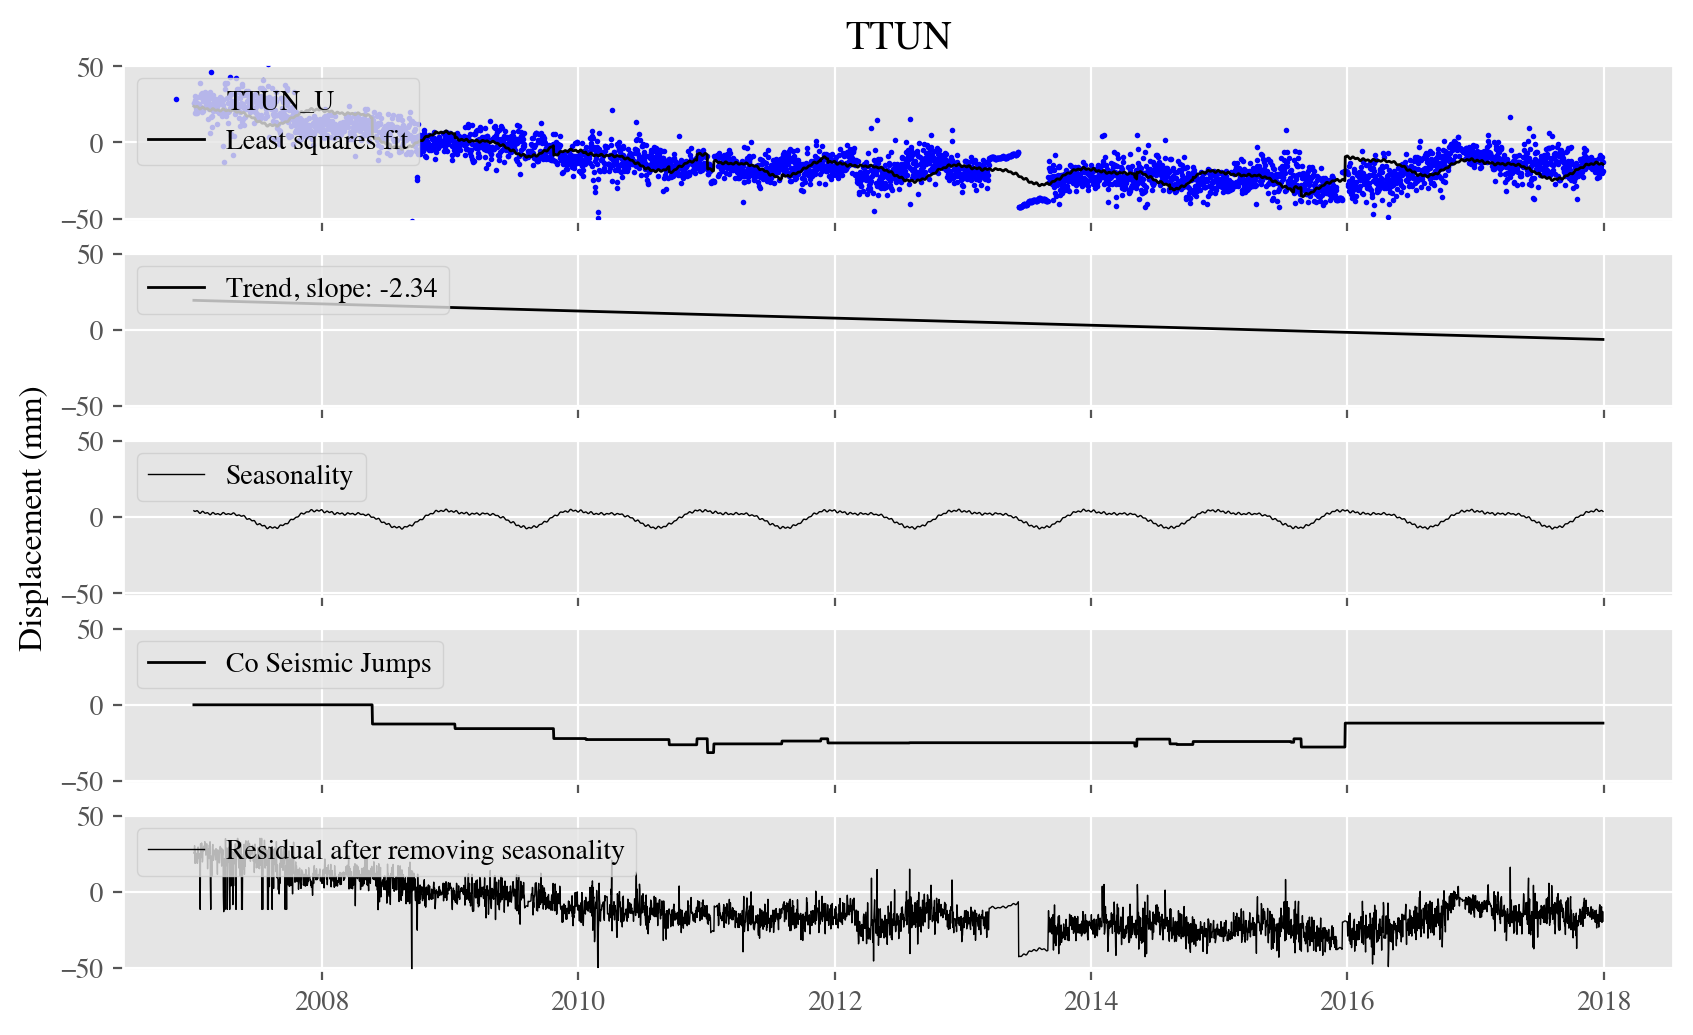 TTUN
50
0
−50
TTUN_U
Least squares fit
50
0
−50
Trend, slope: -2.34
Displacement (mm)
50
0
−50
Seasonality
50
0
−50
Co Seismic Jumps
50
0
−50
Residual after removing seasonality
2008 2010 2012 2014 2016 2018